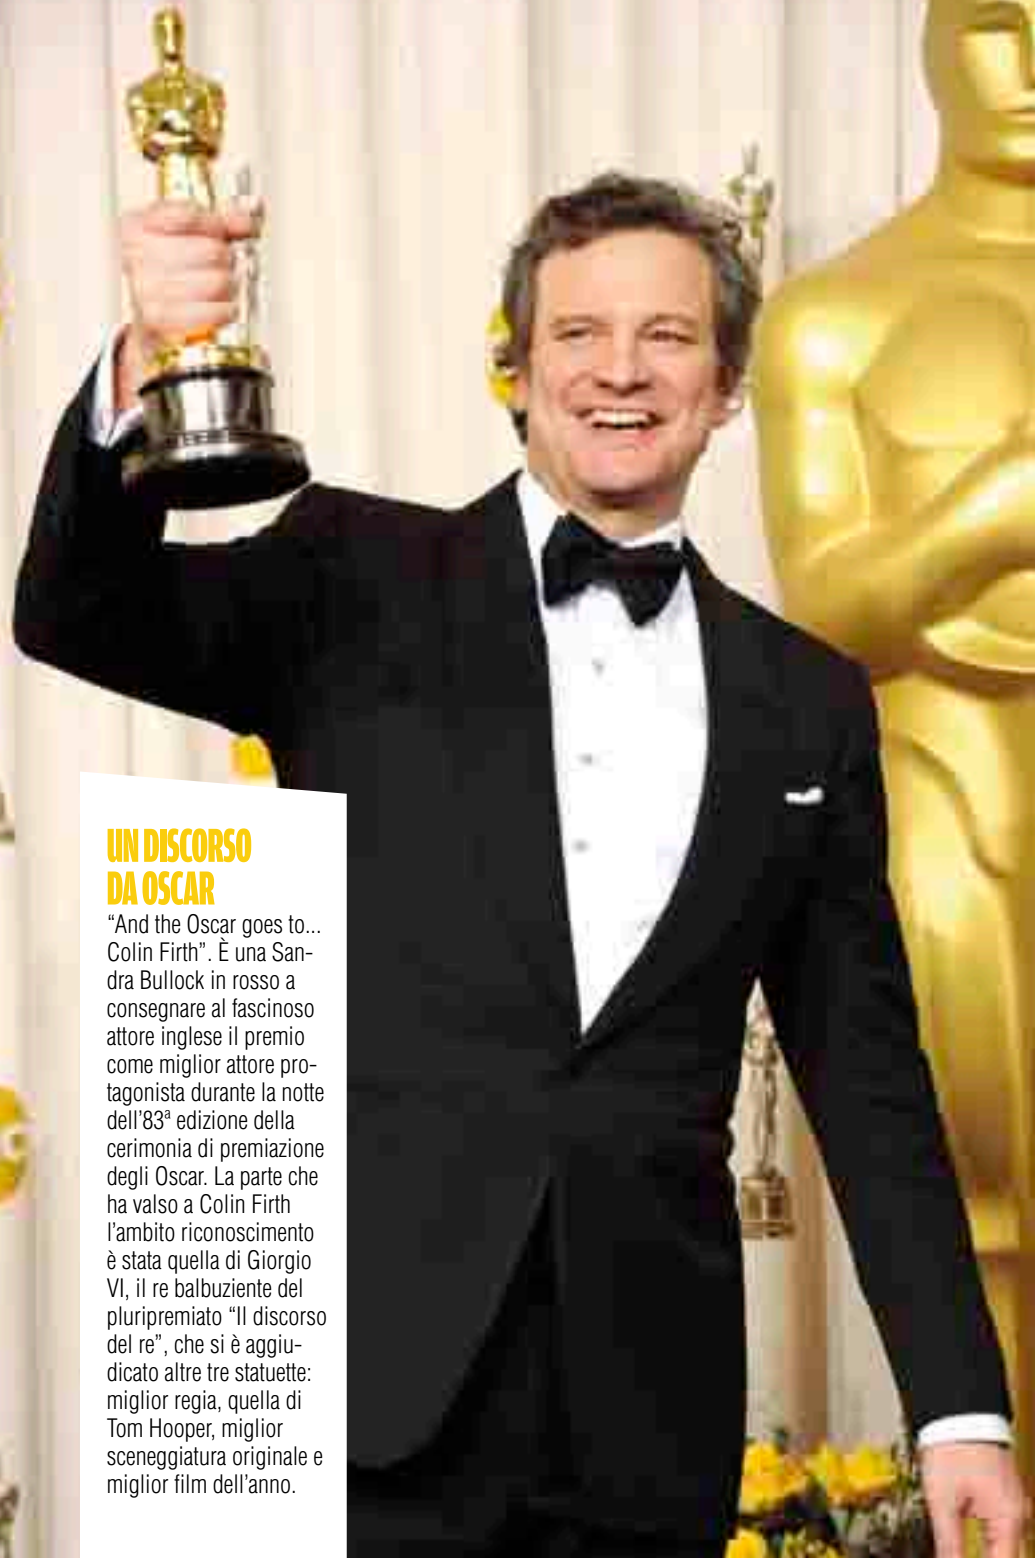 UN DISCORSO
DA OSCAR
“And the Oscar goes to...
Colin Firth”. È una San-
dra Bullock in rosso a
consegnare al fascinoso
attore inglese il premio
come miglior attore pro-
tagonista durante la notte
dell’83ª edizione della
cerimonia di premiazione
degli Oscar. La parte che
ha valso a Colin Firth
l’ambito riconoscimento
è stata quella di Giorgio
VI, il re balbuziente del
pluripremiato “Il discorso
del re”, che si è aggiu-
dicato altre tre statuette:
miglior regia, quella di
Tom Hooper, miglior
sceneggiatura originale e
miglior film dell’anno.